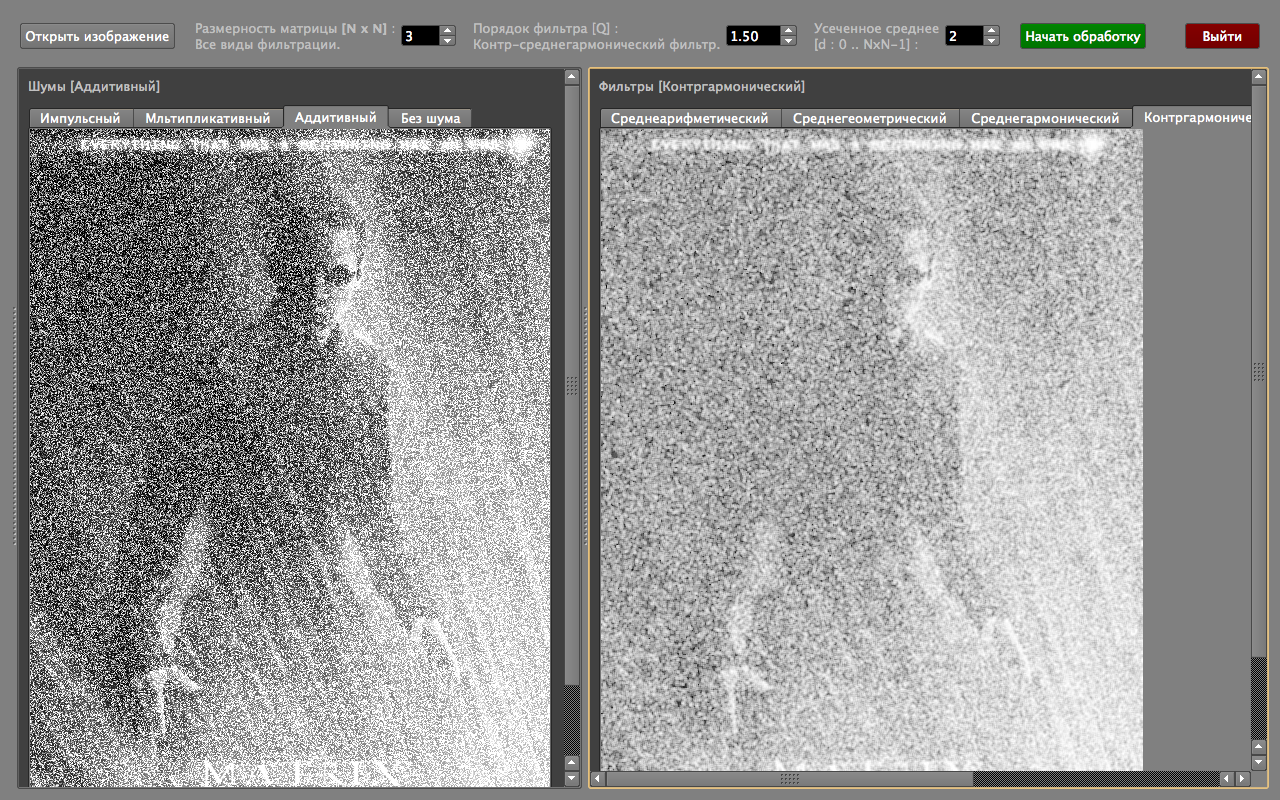 Открыть изображение
Размерность матрицы [N x N] :
Все виды фильтрации.
3
Порядок фильтра [Q] :
Контр-среднегармонический фильтр.
1.50
Усеченное среднее
[d : 0 .. NxN-1] :
2
Начать обработку
Выйти
Шумы [Аддитивный]
Импульсный
Мльтипликативный
Аддитивный
Без шума
EVERYTHING THAT HAS A BEGINNING HAS AN
MATRIX
Фильтры [Контргармонический]
Среднеарифметический
Среднегеометрический
Среднегармонический
Контргармониче
EVERYTHING THAT HAS A BEGINNING HAS AN